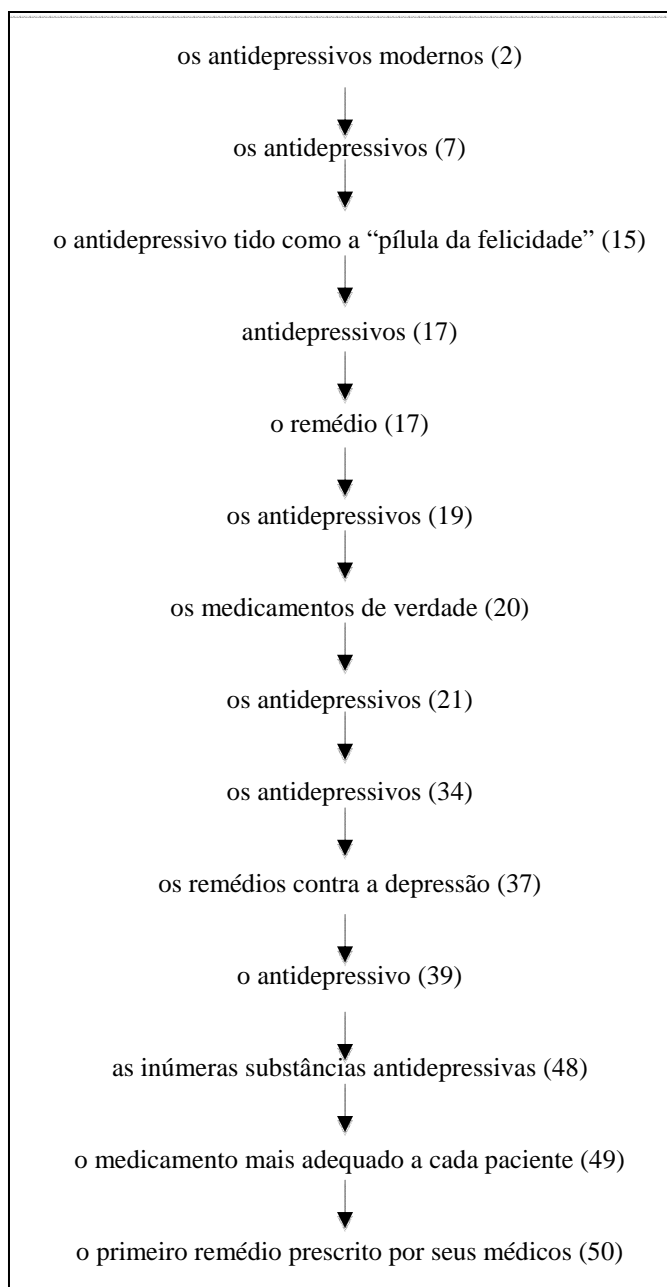 os antidepressivos modernos (2)
os antidepressivos (7)
o antidepressivo tido como a “pílula da felicidade” (15)
antidepressivos (17)
o remédio (17)
os antidepressivos (19)
os medicamentos de verdade (20)
os antidepressivos (21)
os antidepressivos (34)
os remédios contra a depressão (37)
o antidepressivo (39)
as inúmeras substâncias antidepressivas (48)
o medicamento mais adequado a cada paciente (49)
o primeiro remédio prescrito por seus médicos (50)